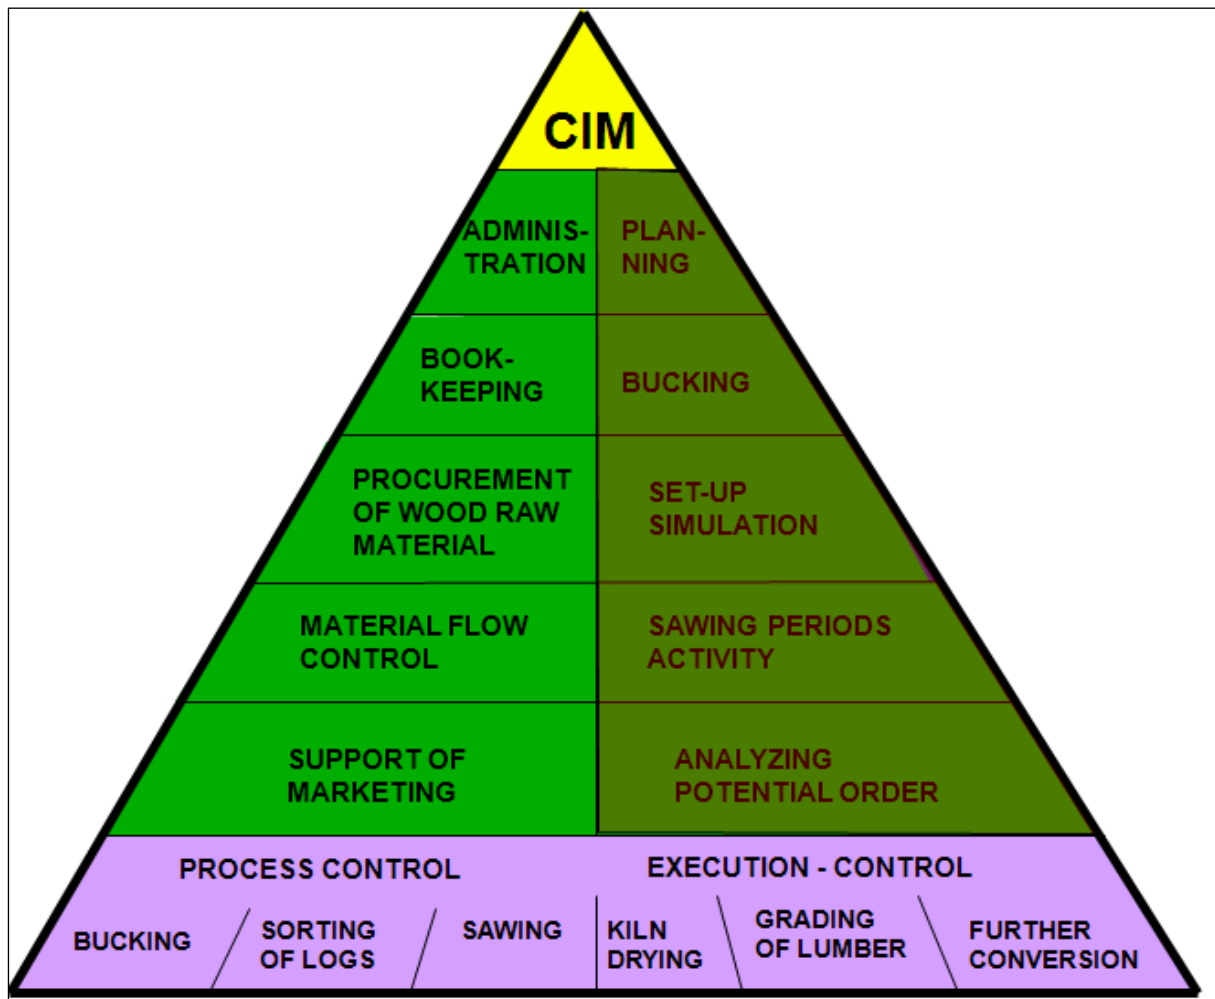 CIM
ADMINIS-
TRATION
PLAN-
NING
BOOK-
KEEPING
BUCKING
PROCUREMENT
OF WOOD RAW
MATERIAL
SET-UP
SIMULATION
MATERIAL FLOW
CONTROL
SAWING PERIODS
ACTIVITY
SUPPORT OF
MARKETING
ANALYZING
POTENTIAL ORDER
PROCESS CONTROL
EXECUTION - CONTROL
BUCKING
SORTING
OF LOGS
SAWING
KILN
DRYING
GRADING
OF LUMBER
FURTHER
CONVERSION